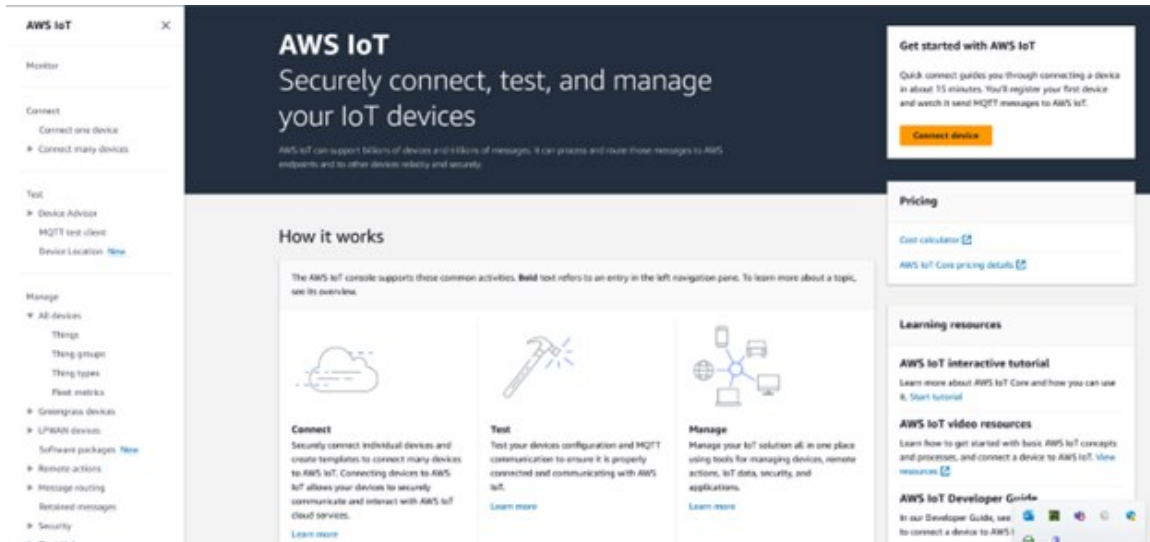 AWS IoT
Monitor
Connect
Connect one device
Connect many devices
Test
Device Advisor
MQTT test client
Device Location New
Manage
All devices
Things
Thing groups
Thing types
Fleet metrics
Greengrass devices
LPWAN devices
Software packages New
Remote actions
Message routing
Retained messages
Security
AWS IoT
Securely connect, test, and manage
your IoT devices
AWS IoT can support billions of devices and trillions of messages. It can process and route those messages to AWS
endpoints and to other devices reliably and securely.
How it works
The AWS IoT console supports these common activities. Bold text refers to an entry in the left navigation pane. To learn more about a topic,
see its overview.
Connect
Securely connect individual devices and
create templates to connect many devices
to AWS IoT. Connecting devices to AWS
IoT allows your devices to securely
communicate and interact with AWS IoT
cloud services.
Learn more
Test
Test your devices configuration and MQTT
communication to ensure it is properly
connected and communicating with AWS
IoT.
Learn more
Manage
Manage your IoT solution all in one place
using tools for managing devices, remote
actions, IoT data, security, and
applications.
Learn more
Get started with AWS IoT
Quick connect guides you through connecting a device
in about 15 minutes. You'll register your first device
and watch it send MQTT messages to AWS IoT.
Connect device
Pricing
Cost calculator
AWS IoT Core pricing details
Learning resources
AWS IoT interactive tutorial
Learn more about AWS IoT Core and how you can use
it. Start tutorial
AWS IoT video resources
Learn how to get started with basic AWS IoT concepts
and processes, and connect a device to AWS IoT. View
resources
AWS IoT Developer Guide
In our Developer Guide, see
to connect a device to AWS